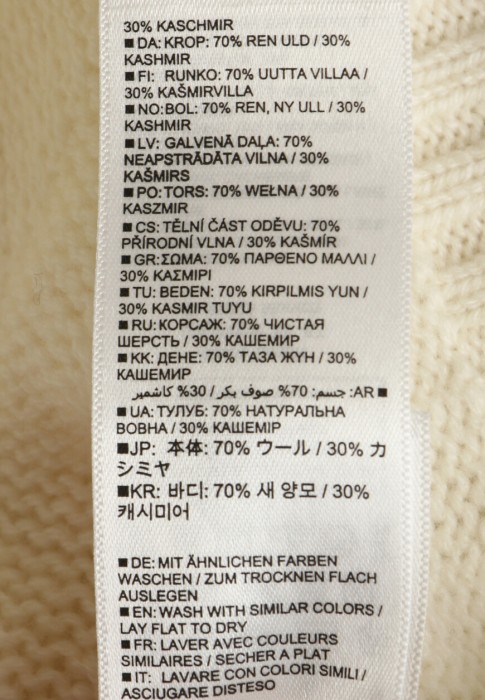 30% KASCHMIR
■ DA: KROP: 70% REN ULD / 30%
KASHMIR
■ FI: RUNKO: 70% UUTTA VILLAA /
30% KAŠMIRVILLA
■ NO:BOL: 70% REN, NY ULL / 30%
KASHMIR
■ LV: GALVENĀ DAĻA: 70%
NEAPSTRĀDĀTA VILNA / 30%
KAŠMIRS
■ PO:TORS: 70% WEŁNA / 30%
KASZMIR
■ CS: TĚLNÍ ČÁST ODĚVU: 70%
PŘÍRODNÍ VLNA / 30% KAŠMÍR
■ GR:ΣΩΜΑ: 70% ΠΑΡΘΕΝΟ ΜΑΛΛΙ /
30% ΚΑΣΜΙΡΙ
■ TU: BEDEN: 70% KIRPILMIS YUN /
30% KASMIR TUYU
■ RU:КОРСАЖ: 70% ЧИСТАЯ
ШЕРСТЬ / 30% КАШЕМИР
■ KK: ДЕНЕ: 70% ТАЗА ЖҮН / 30%
КАШЕМИР
■ AR: جسم: 70% صوف بكر / 30% كاشمير
■ UA: ТУЛУБ: 70% НАТУРАЛЬНА
ВОВНА / 30% КАШЕМІР
■JP: 本体: 70% ウール / 30% カ
シミヤ
■KR: 바디: 70% 새 양모 / 30%
캐시미어
■ DE: MIT ÄHNLICHEN FARBEN
WASCHEN / ZUM TROCKNEN FLACH
AUSLEGEN
■ EN: WASH WITH SIMILAR COLORS /
LAY FLAT TO DRY
■ FR: LAVER AVEC COULEURS
SIMILAIRES / SECHER A PLAT
■ IT: LAVARE CON COLORI SIMILI /
ASCIUGARE DISTESO